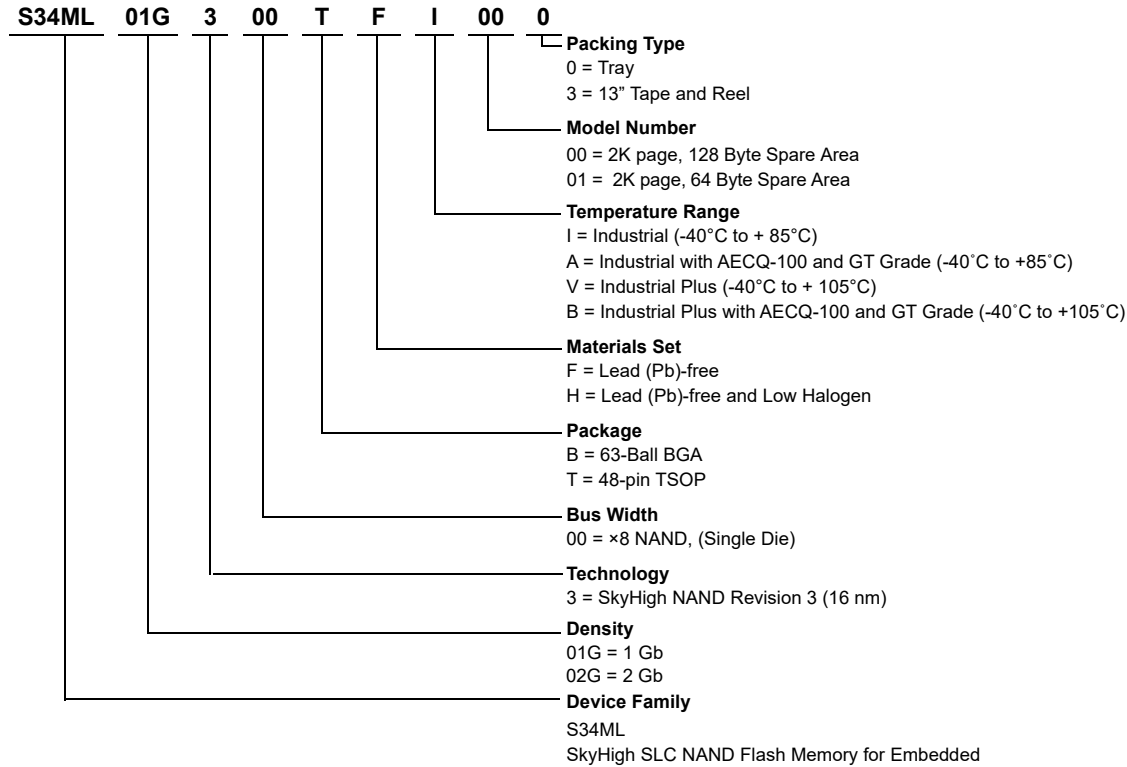 S34ML 01G 3 00 T F I 00 0
Packing Type
0 = Tray
3 = 13” Tape and Reel
Model Number
00 = 2K page, 128 Byte Spare Area
01 = 2K page, 64 Byte Spare Area
Temperature Range
I = Industrial (-40°C to + 85°C)
A = Industrial with AECQ-100 and GT Grade (-40˚C to +85˚C)
V = Industrial Plus (-40°C to + 105°C)
B = Industrial Plus with AECQ-100 and GT Grade (-40˚C to +105˚C)
Materials Set
F = Lead (Pb)-free
H = Lead (Pb)-free and Low Halogen
Package
B = 63-Ball BGA
T = 48-pin TSOP
Bus Width
00 = ×8 NAND, (Single Die)
Technology
3 = SkyHigh NAND Revision 3 (16 nm)
Density
01G = 1 Gb
02G = 2 Gb
Device Family
S34ML
SkyHigh SLC NAND Flash Memory for Embedded